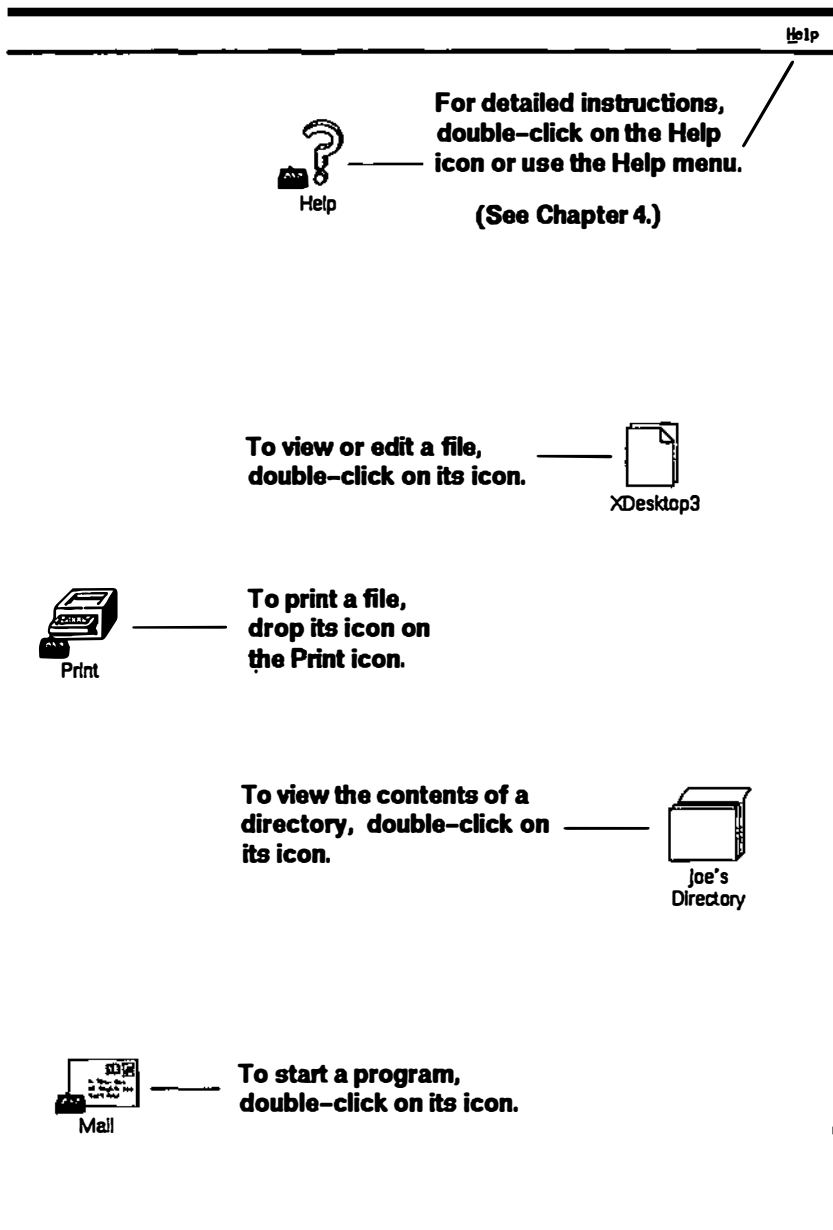 Help
For detailed instructions,
double-click on the Help
icon or use the Help menu.
Help
(See Chapter 4.)
To view or edit a file,
double-click on its icon.
XDesktop3
To print a file,
drop its icon on
the Print icon.
Print
To view the contents of a
directory, double-click on
its icon.
Joe's
Directory
To start a program,
double-click on its icon.
Mail